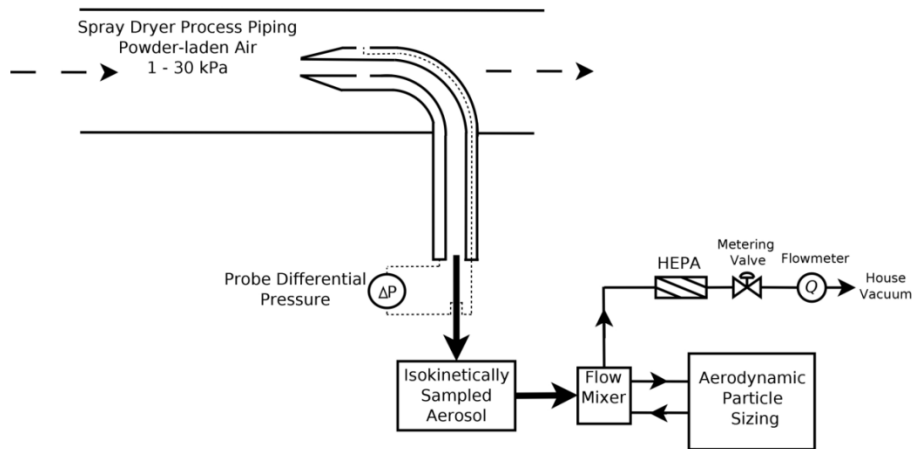 Spray Dryer Process Piping
Powder-laden Air
1 - 30 kPa
Probe Differential
Pressure
ΔP
HEPA
Metering
Valve
Flowmeter
Q
House
Vacuum
Isokinetically
Sampled
Aerosol
Flow
Mixer
Aerodynamic
Particle
Sizing